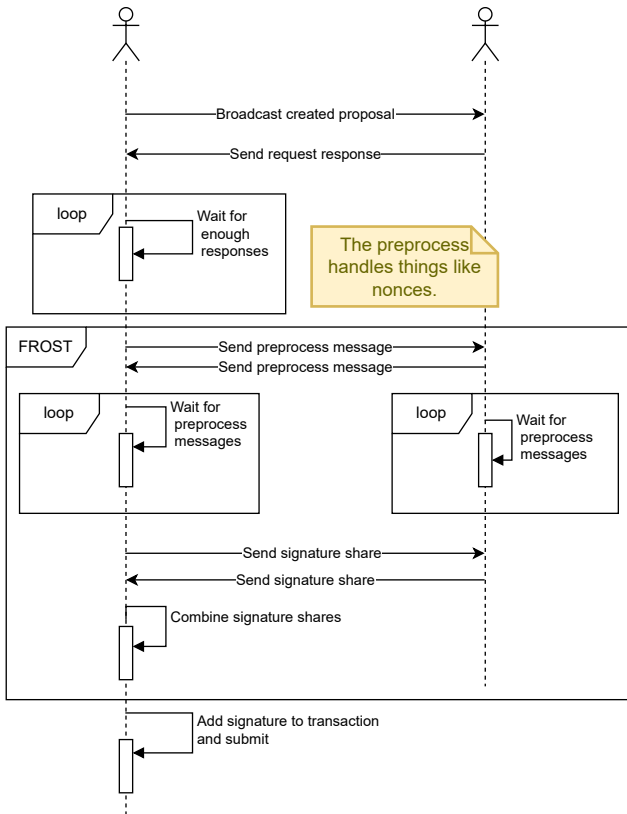 Broadcast created proposal
Send request response
loop
Wait for
enough
responses
The preprocess
handles things like
nonces.
FROST
Send preprocess message
Send preprocess message
loop
Wait for
preprocess
messages
loop
Wait for
preprocess
messages
Send signature share
Send signature share
Combine signature shares
Add signature to transaction
and submit